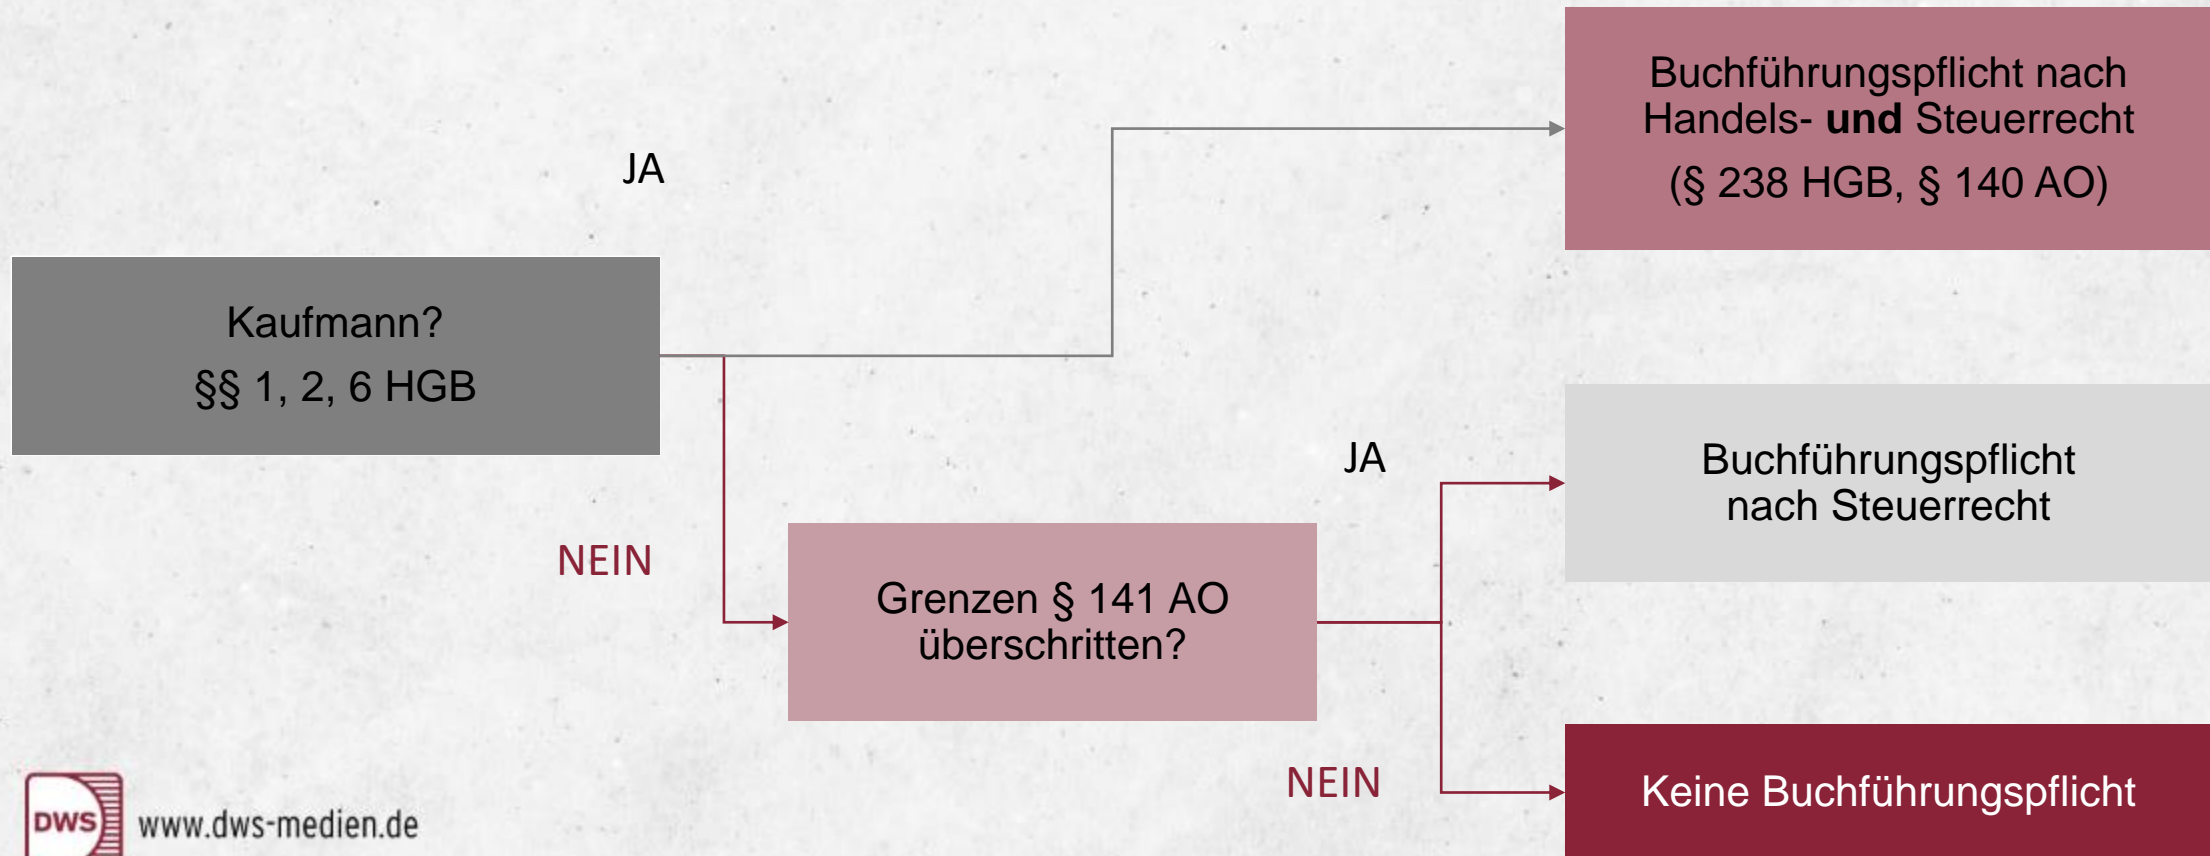 Buchführungspflicht nach
Handels- und Steuerrecht
(§ 238 HGB, § 140 AO)
JA
Kaufmann?
§§ 1, 2, 6 HGB
JA
Buchführungspflicht
nach Steuerrecht
NEIN
Grenzen § 141 AO
überschritten?
NEIN
Keine Buchführungspflicht
DWS
www.dws-medien.de